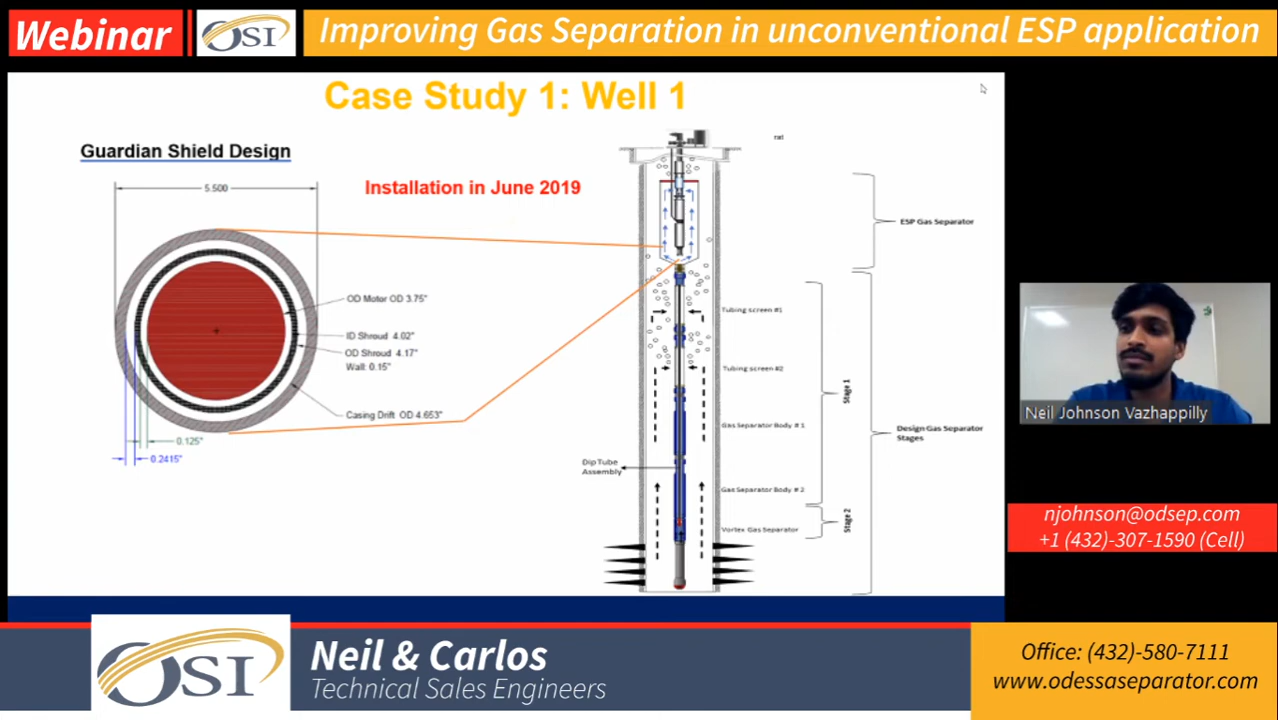 Webinar
OSI
Improving Gas Separation in unconventional ESP application
Case Study 1: Well 1
Guardian Shield Design
5.500
Installation in June 2019
OD Motor OD 3.75"
ID Shroud 4.02"
OD Shroud 4.17"
Wall: 0.15"
Casing Drift OD 4.653"
0.125"
0.2415"
rat
ESP Gas Separator
Tubing screen #1
Tubing screen #2
Stage 1
Gas Separator Body # 1
Design Gas Separator
Stages
Dip Tube
Assembly
Gas Separator Body # 2
Stage 2
Vortex Gas Separator
Neil Johnson Vazhappilly
njohnson@odsep.com
+1 (432)-307-1590 (Cell)
OSI
Neil & Carlos
Technical Sales Engineers
Office: (432)-580-7111
www.odessaseparator.com